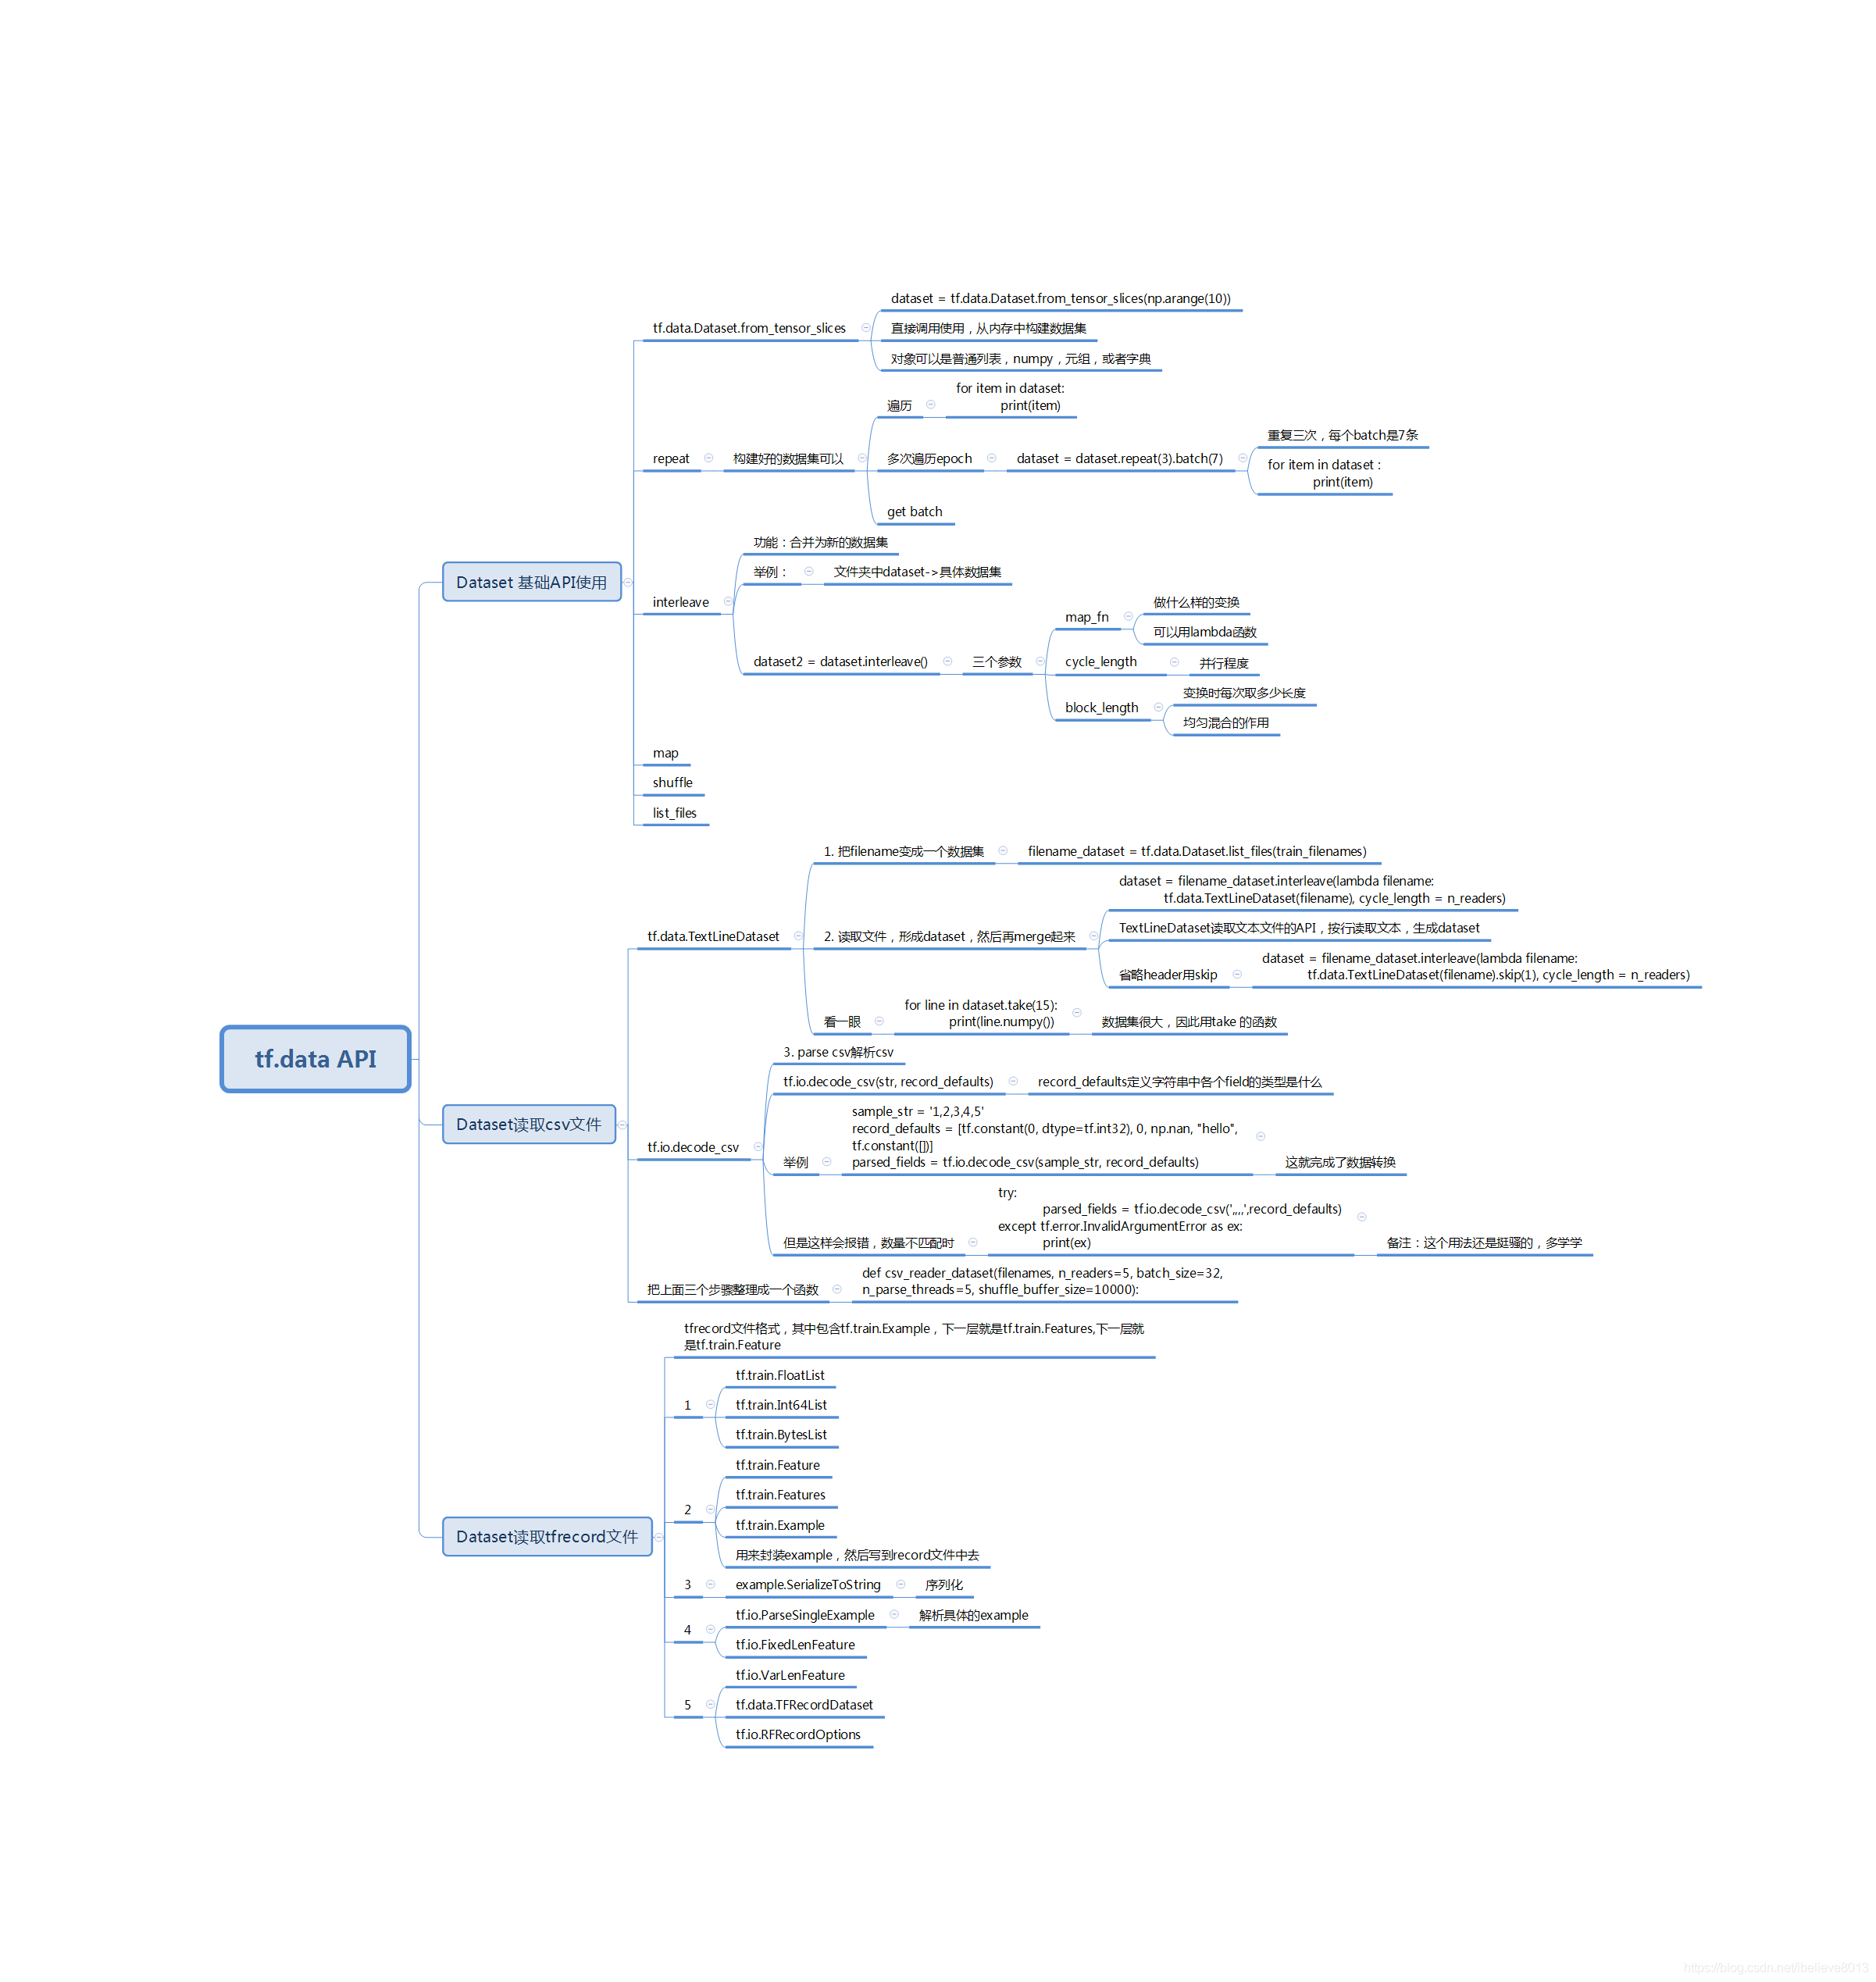 tf.data API
Dataset 基础API使用
tf.data.Dataset.from_tensor_slices
dataset = tf.data.Dataset.from_tensor_slices(np.arange(10))
直接调用使用，从内存中构建数据集
对象可以是普通列表，numpy，元组，或者字典
repeat
构建好的数据集可以
遍历
for item in dataset:
print(item)
多次遍历epoch
dataset = dataset.repeat(3).batch(7)
重复三次，每个batch是7条
for item in dataset :
print(item)
get batch
interleave
功能：合并为新的数据集
举例：
文件夹中dataset->具体数据集
dataset2 = dataset.interleave()
三个参数
map_fn
做什么样的变换
可以用lambda函数
cycle_length
并行程度
block_length
变换时每次取多少长度
均匀混合的作用
map
shuffle
list_files
Dataset读取csv文件
tf.data.TextLineDataset
1. 把filename变成一个数据集
filename_dataset = tf.data.Dataset.list_files(train_filenames)
2. 读取文件，形成dataset，然后再merge起来
dataset = filename_dataset.interleave(lambda filename:
tf.data.TextLineDataset(filename), cycle_length = n_readers)
TextLineDataset读取文本文件的API，按行读取文本，生成dataset
省略header用skip
dataset = filename_dataset.interleave(lambda filename:
tf.data.TextLineDataset(filename).skip(1), cycle_length = n_readers)
看一眼
for line in dataset.take(15):
print(line.numpy())
数据集很大，因此用take 的函数
tf.io.decode_csv
3. parse csv解析csv
tf.io.decode_csv(str, record_defaults)
record_defaults定义字符串中各个field的类型是什么
举例
sample_str = '1,2,3,4,5'
record_defaults = [tf.constant(0, dtype=tf.int32), 0, np.nan, "hello",
tf.constant([])]
parsed_fields = tf.io.decode_csv(sample_str, record_defaults)
这就完成了数据转换
但是这样会报错，数量不匹配时
try:
parsed_fields = tf.io.decode_csv(',,,,',record_defaults)
except tf.error.InvalidArgumentError as ex:
print(ex)
备注：这个用法还是挺骚的，多学学
把上面三个步骤整理成一个函数
def csv_reader_dataset(filenames, n_readers=5, batch_size=32,
n_parse_threads=5, shuffle_buffer_size=10000):
Dataset读取tfrecord文件
tfrecord文件格式，其中包含tf.train.Example，下一层就是tf.train.Features,下一层就
是tf.train.Feature
1
tf.train.FloatList
tf.train.Int64List
tf.train.BytesList
2
tf.train.Feature
tf.train.Features
tf.train.Example
用来封装example，然后写到record文件中去
3
example.SerializeToString
序列化
4
tf.io.ParseSingleExample
解析具体的example
tf.io.FixedLenFeature
5
tf.io.VarLenFeature
tf.data.TFRecordDataset
tf.io.RFRecordOptions
https://blog.csdn.net/ibelieve8013